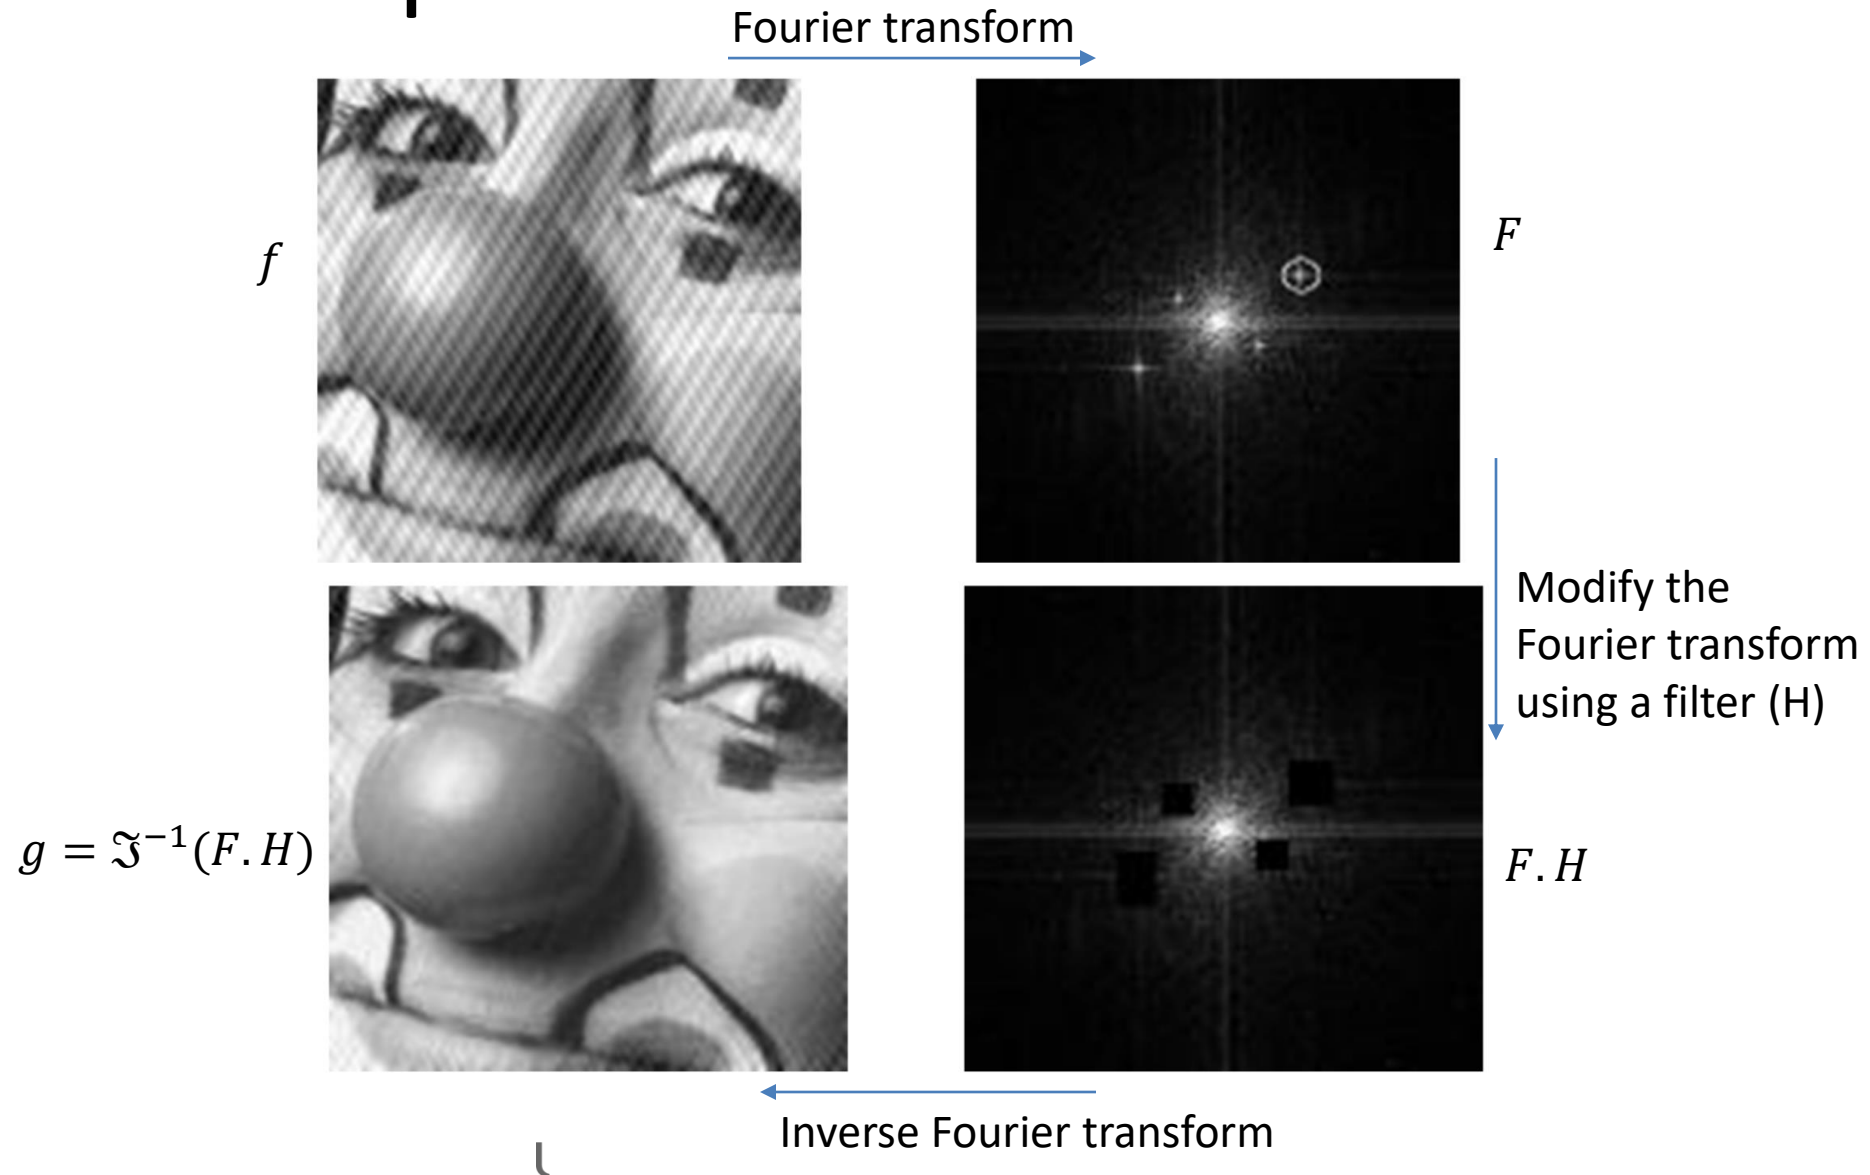 Fourier transform
f
F
Modify the
Fourier transform
using a filter (H)
g = ℑ⁻¹(F.H)
F.H
Inverse Fourier transform